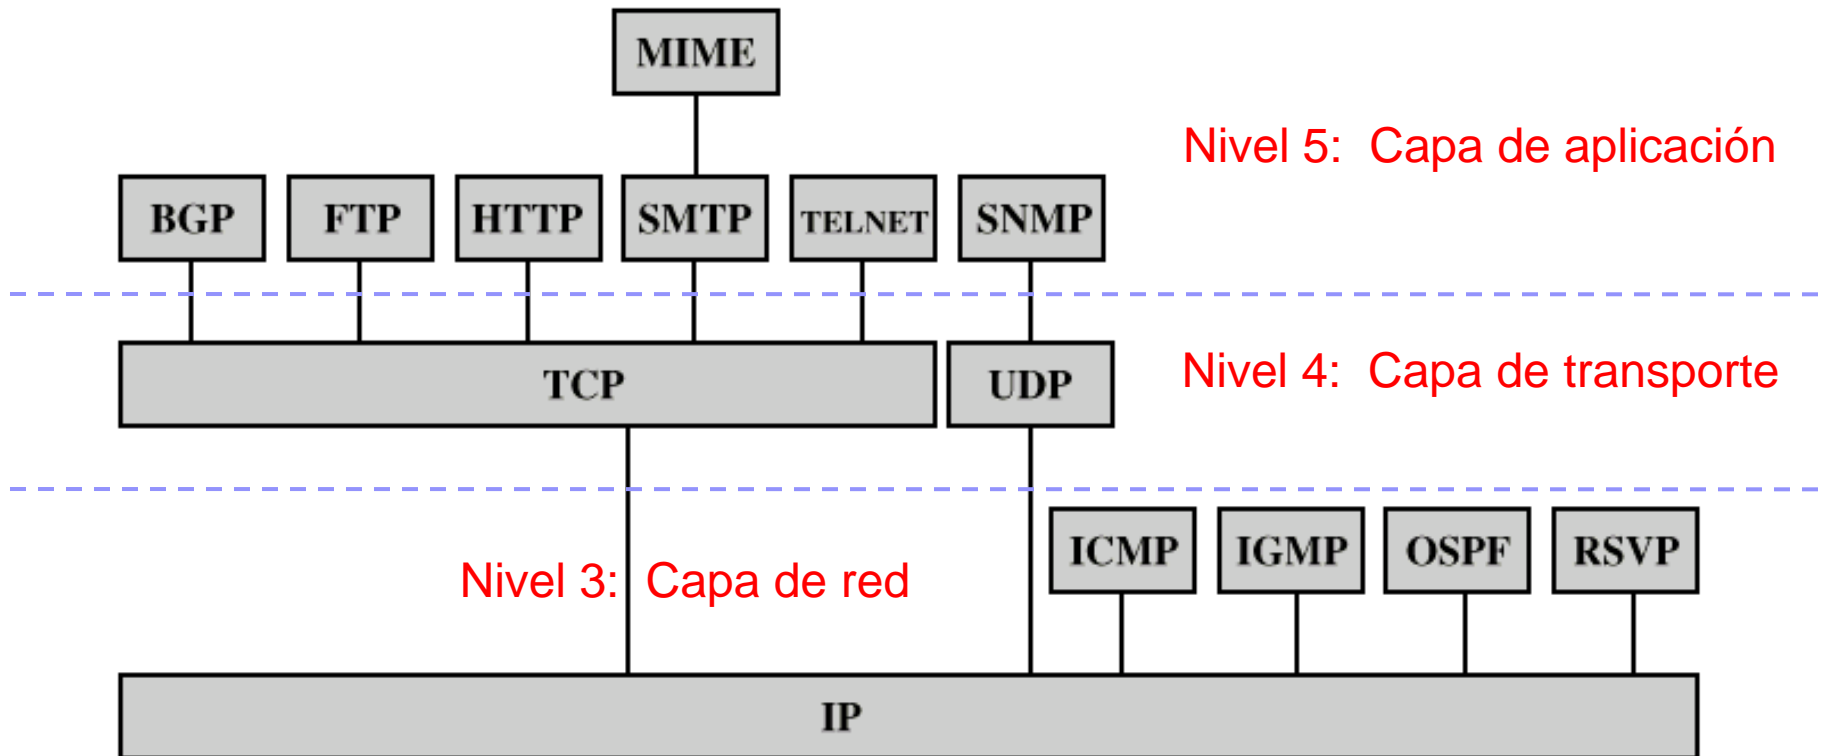 MIME
Nivel 5: Capa de aplicación
BGP FTP HTTP SMTP TELNET SNMP
TCP UDP
Nivel 4: Capa de transporte
ICMP IGMP OSPF RSVP
Nivel 3: Capa de red
IP